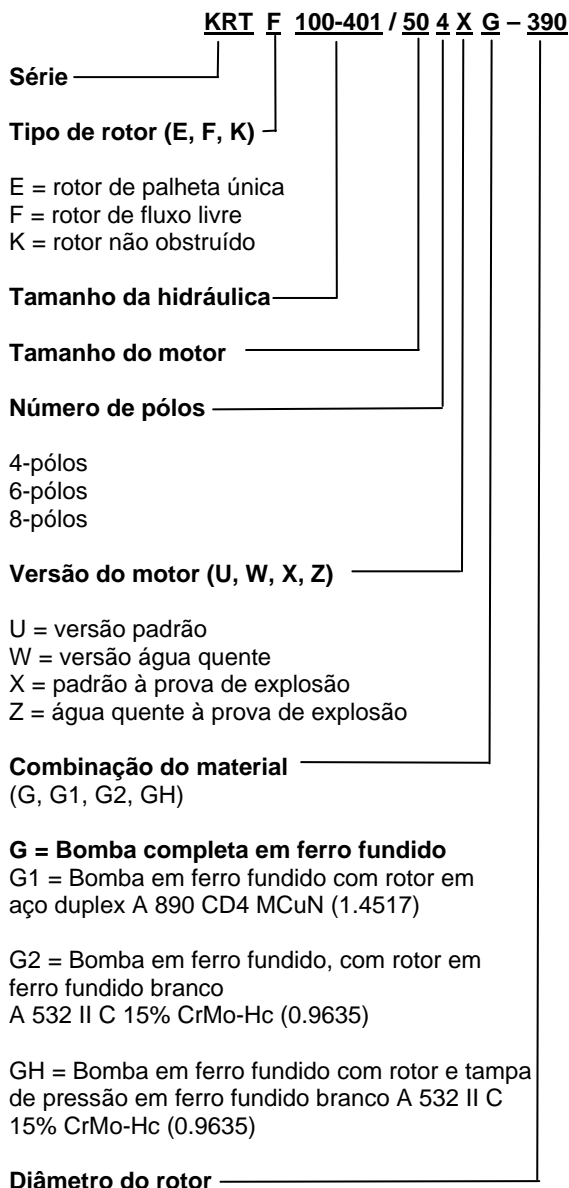 KRT F 100-401 / 50 4 X G – 390
Série
Tipo de rotor (E, F, K)
E = rotor de palheta única
F = rotor de fluxo livre
K = rotor não obstruído
Tamanho da hidráulica
Tamanho do motor
Número de pólos
4-pólos
6-pólos
8-pólos
Versão do motor (U, W, X, Z)
U = versão padrão
W = versão água quente
X = padrão à prova de explosão
Z = água quente à prova de explosão
Combinação do material
(G, G1, G2, GH)
G = Bomba completa em ferro fundido
G1 = Bomba em ferro fundido com rotor em
aço duplex A 890 CD4 MCuN (1.4517)
G2 = Bomba em ferro fundido, com rotor em
ferro fundido branco
A 532 II C 15% CrMo-Hc (0.9635)
GH = Bomba em ferro fundido com rotor e tampa
de pressão em ferro fundido branco A 532 II C
15% CrMo-Hc (0.9635)
Diâmetro do rotor